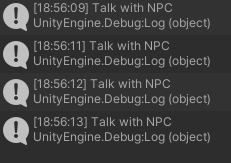 [18:56:09] Talk with NPC
UnityEngine.Debug:Log (object)
[18:56:11] Talk with NPC
UnityEngine.Debug:Log (object)
[18:56:12] Talk with NPC
UnityEngine.Debug:Log (object)
[18:56:13] Talk with NPC
UnityEngine.Debug:Log (object)